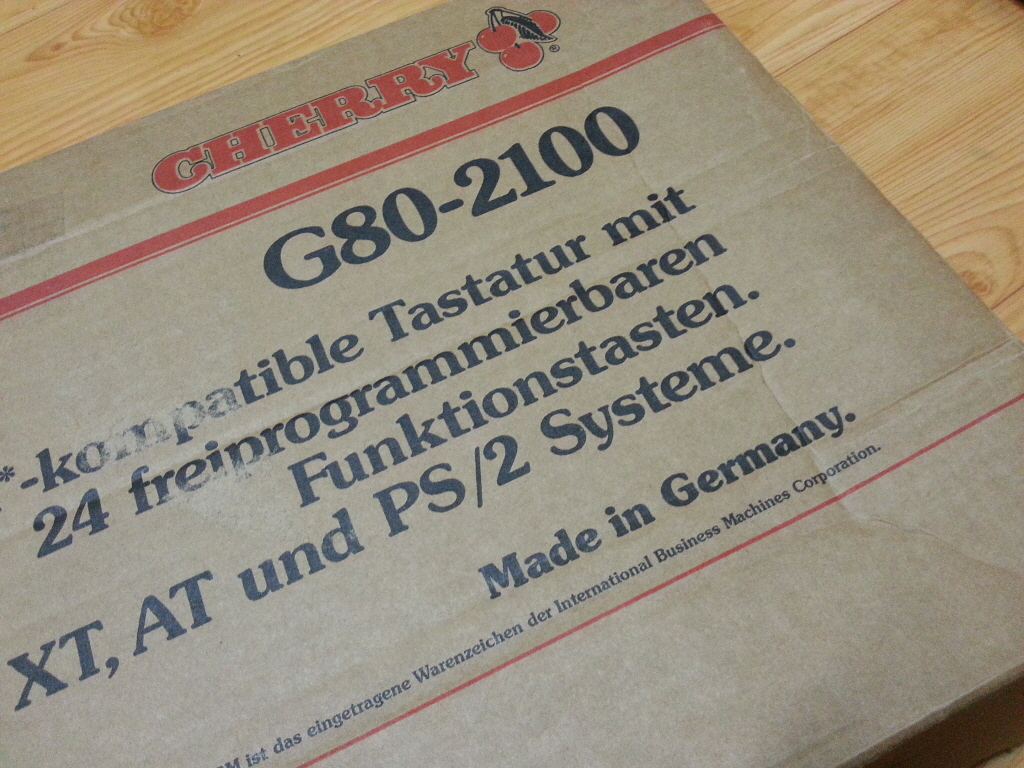 CHERRY ®
G80-2100
*-kompatible Tastatur mit
24 freiprogrammierbaren
Funktionstasten.
XT, AT und PS/2 Systeme.
Made in Germany.
M ist das eingetragene Warenzeichen der International Business Machines Corporation.